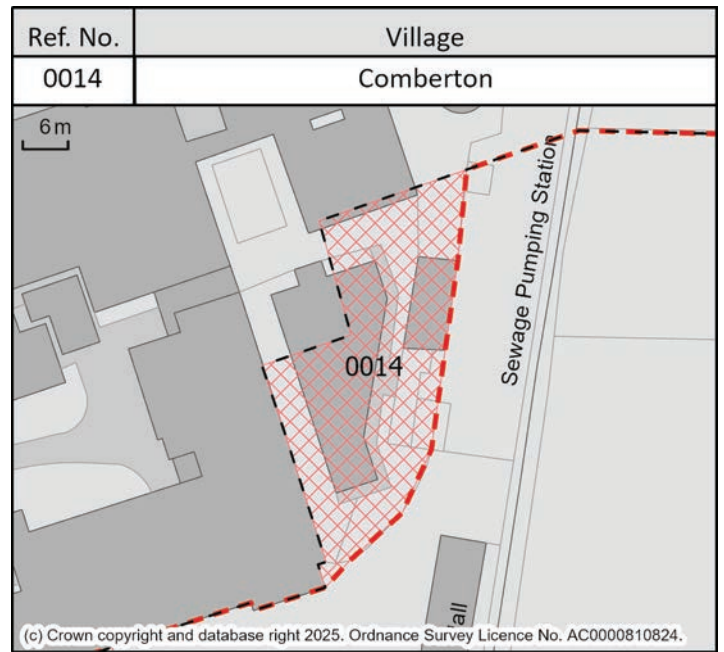 Ref. No. Village
0014 Comberton
6 m
Sewage Pumping Station
0014
(c) Crown copyright and database right 2025. Ordnance Survey Licence No. AC0000810824.